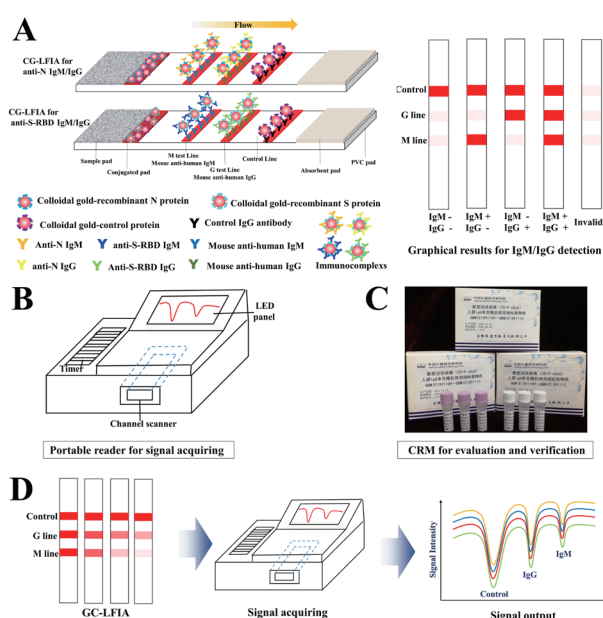 A
Flow
CG-LFIA for
anti-N IgM/IgG
CG-LFIA for
anti-S-RBD IgM/IgG
Sample pad
Conjugated pad
M test Line
Mouse anti-human IgM
G test Line
Mouse anti-human IgG
Control Line
Absorbent pad
PVC pad
Colloidal gold-recombinant N protein
Colloidal gold-recombinant S protein
Colloidal gold-control protein
Control IgG antibody
Anti-N IgM
anti-S-RBD IgM
Mouse anti-human IgM
anti-N IgG
Anti-S-RBD IgG
Mouse anti-human IgG
Immunocomplxs
Control
G line
M line
IgM - IgM + IgM - IgM + Invalid
IgG - IgG - IgG + IgG +
Graphical results for IgM/IgG detection
B
LED
panel
Timer
Channel scanner
Portable reader for signal acquiring
C
CRM for evaluation and verification
D
Control
G line
M line
GC-LFIA
Signal acquiring
Signal Intensity
Control
IgG
IgM
Signal output